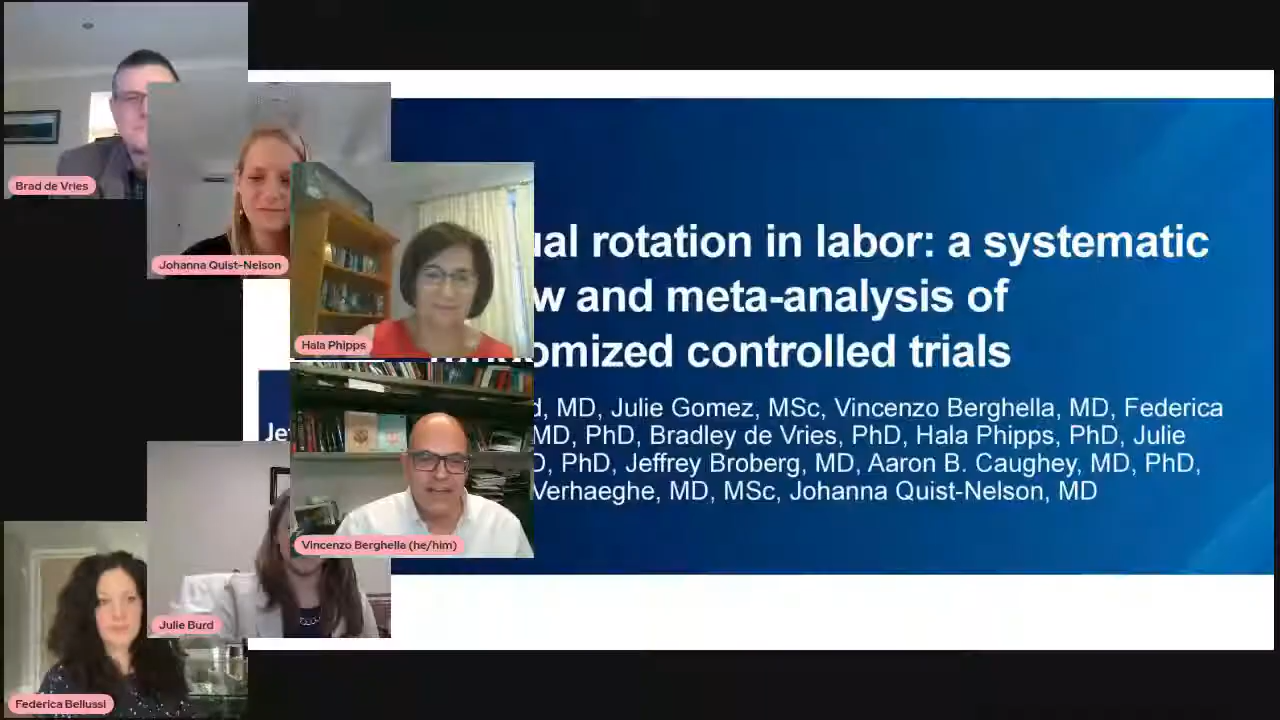 Brad de Vries
Johanna Quist-Nelson
Hala Phipps
Vincenzo Berghella (he/him)
Julie Burd
Federica Bellussi
rotation in labor: a systematic
and meta-analysis of
controlled trials
MD, Julie Gomez, MSc, Vincenzo Berghella, MD, Federica
MD, PhD, Bradley de Vries, PhD, Hala Phipps, PhD, Julie
PhD, Jeffrey Broberg, MD, Aaron B. Caughey, MD, PhD,
Verhaeghe, MD, MSc, Johanna Quist-Nelson, MD